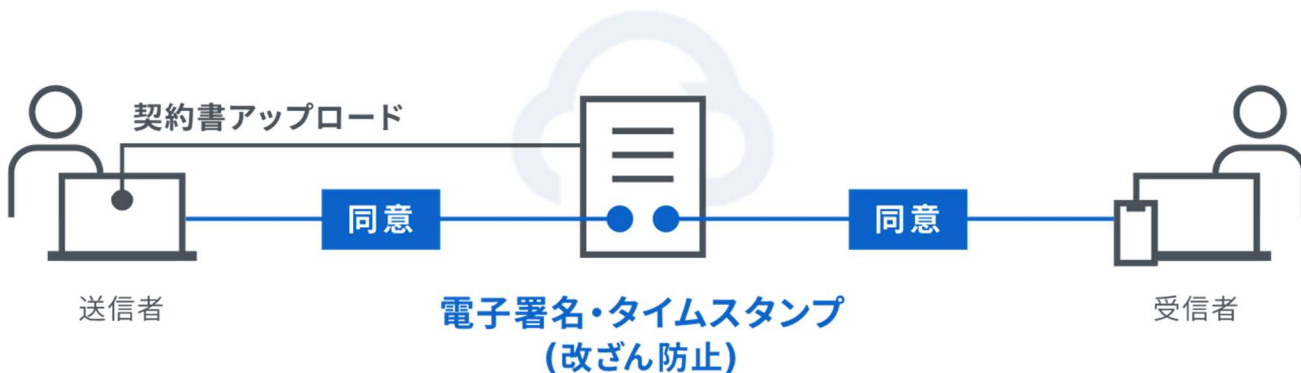 契約書アップロード
同意
同意
送信者
電子署名・タイムスタンプ
(改ざん防止)
受信者